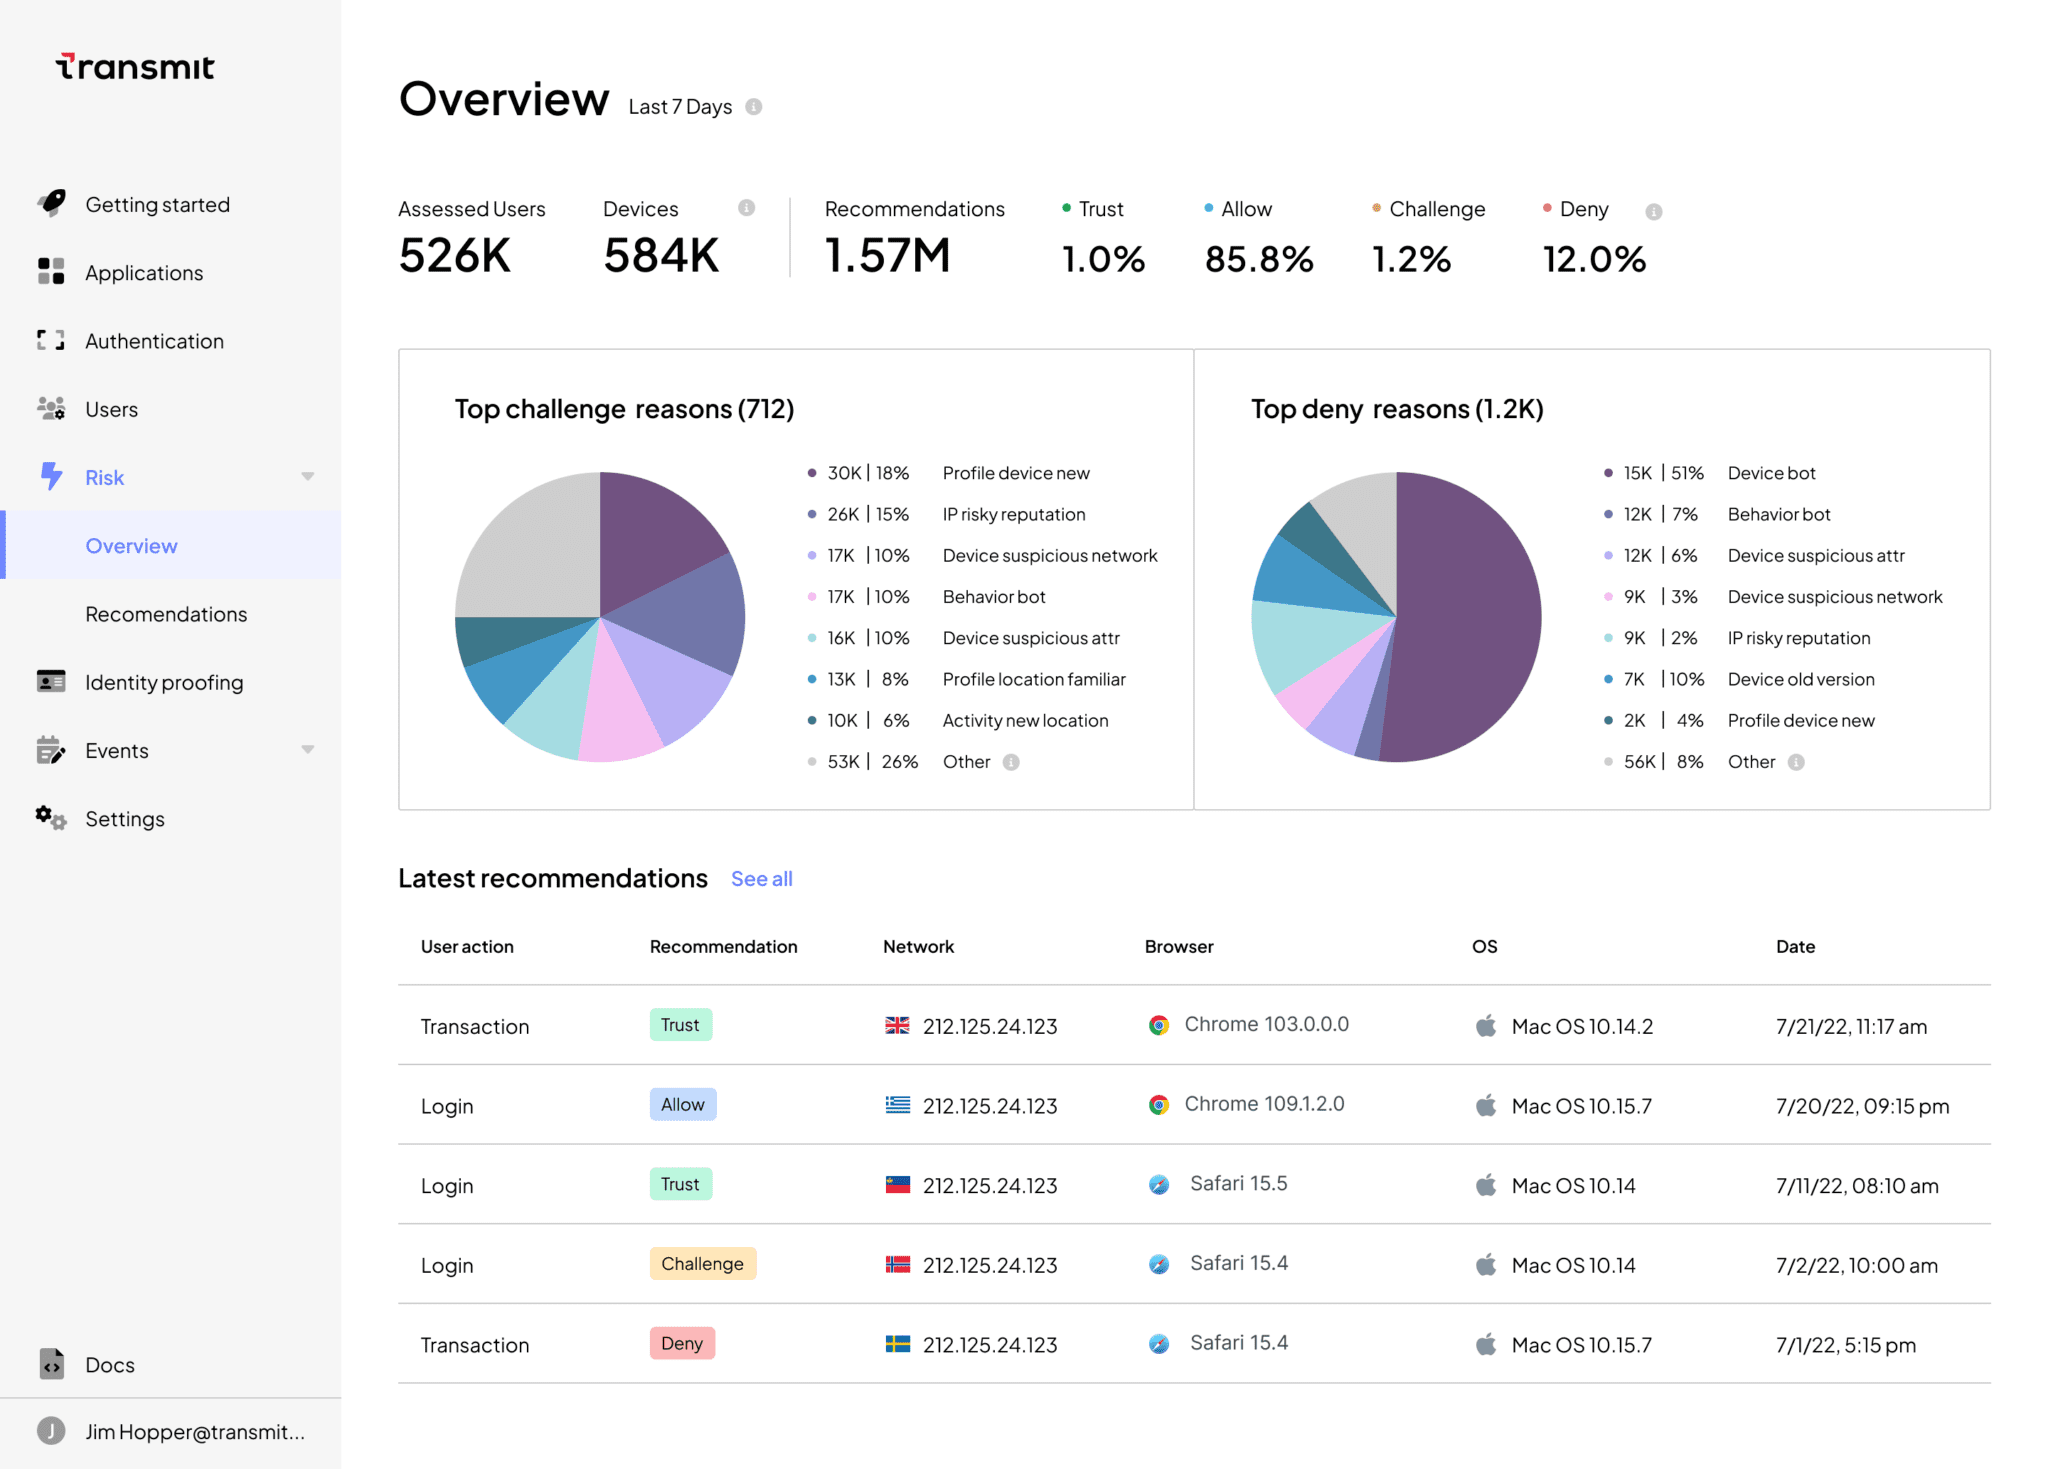 Transmit
Getting started
Applications
Authentication
Users
Risk
Overview
Recomendations
Identity proofing
Events
Settings
Docs
J Jim Hopper@transmit...
Overview Last 7 Days
Assessed Users Devices Recommendations Trust Allow Challenge Deny
526K 584K 1.57M 1.0% 85.8% 1.2% 12.0%
Top challenge reasons (712)
30K | 18% Profile device new
26K | 15% IP risky reputation
17K | 10% Device suspicious network
17K | 10% Behavior bot
16K | 10% Device suspicious attr
13K | 8% Profile location familiar
10K | 6% Activity new location
53K | 26% Other
Top deny reasons (1.2K)
15K | 51% Device bot
12K | 7% Behavior bot
12K | 6% Device suspicious attr
9K | 3% Device suspicious network
9K | 2% IP risky reputation
7K | 10% Device old version
2K | 4% Profile device new
56K | 8% Other
Latest recommendations See all
User action Recommendation Network Browser OS Date
Transaction Trust 212.125.24.123 Chrome 103.0.0.0 Mac OS 10.14.2 7/21/22, 11:17 am
Login Allow 212.125.24.123 Chrome 109.1.2.0 Mac OS 10.15.7 7/20/22, 09:15 pm
Login Trust 212.125.24.123 Safari 15.5 Mac OS 10.14 7/11/22, 08:10 am
Login Challenge 212.125.24.123 Safari 15.4 Mac OS 10.14 7/2/22, 10:00 am
Transaction Deny 212.125.24.123 Safari 15.4 Mac OS 10.15.7 7/1/22, 5:15 pm